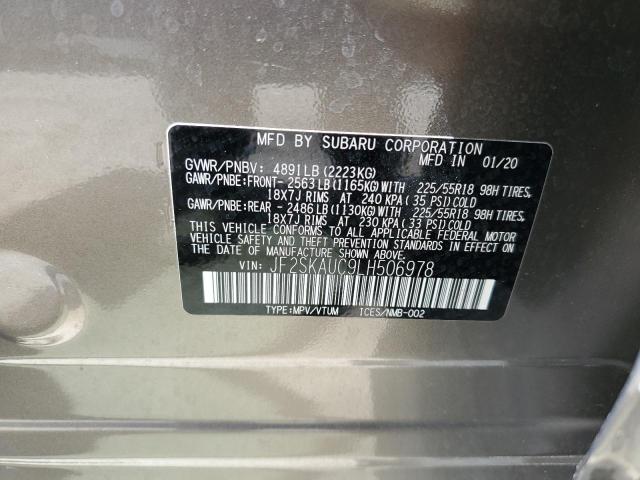 MFD BY SUBARU CORPORATION
GVWR/PNBV: 4891LB (2223KG) MFD. IN 01/20
GAWR/PNBE:FRONT- 2563LB (1165KG) WITH 225/55R18 98H TIRES,
18X7J RIMS AT 240 KPA (35 PSI) COLD
GAWR/PNBE:REAR - 2486LB (1130KG) WITH 225/55R18 98H TIRES,
18X7J RIMS AT 230 KPA (33 PSI) COLD
THIS VEHICLE CONFORMS TO ALL APPLICABLE FEDERAL MOTOR
VEHICLE SAFETY AND THEFT PREVENTION STANDARDS IN EFFECT ON
THE DATE OF MANUFACTURE SHOWN ABOVE.
VIN: JF2SKAUC9LH506978
TYPE:MPV/VTUM ICES/NMB-002